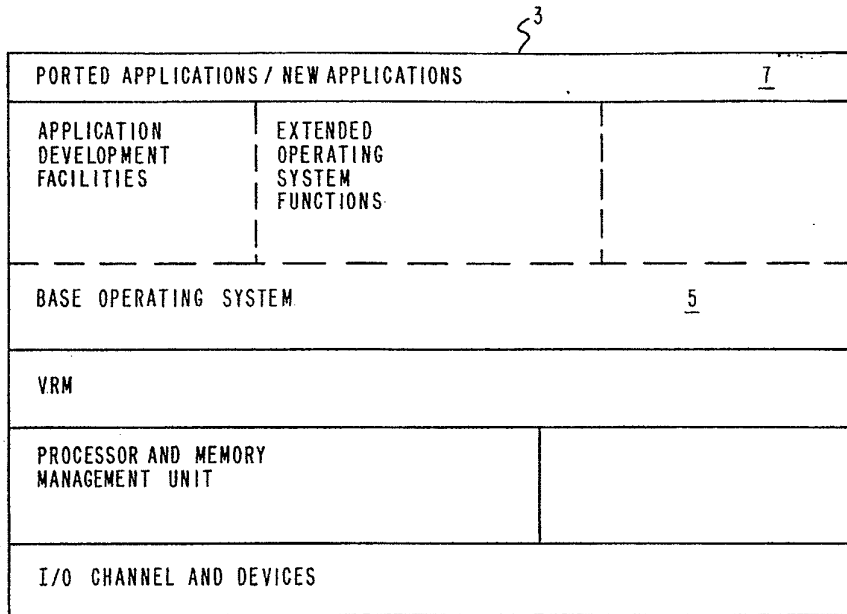 3
PORTED APPLICATIONS / NEW APPLICATIONS 7
APPLICATION
DEVELOPMENT
FACILITIES
EXTENDED
OPERATING
SYSTEM
FUNCTIONS
BASE OPERATING SYSTEM 5
VRM
PROCESSOR AND MEMORY
MANAGEMENT UNIT
I/O CHANNEL AND DEVICES